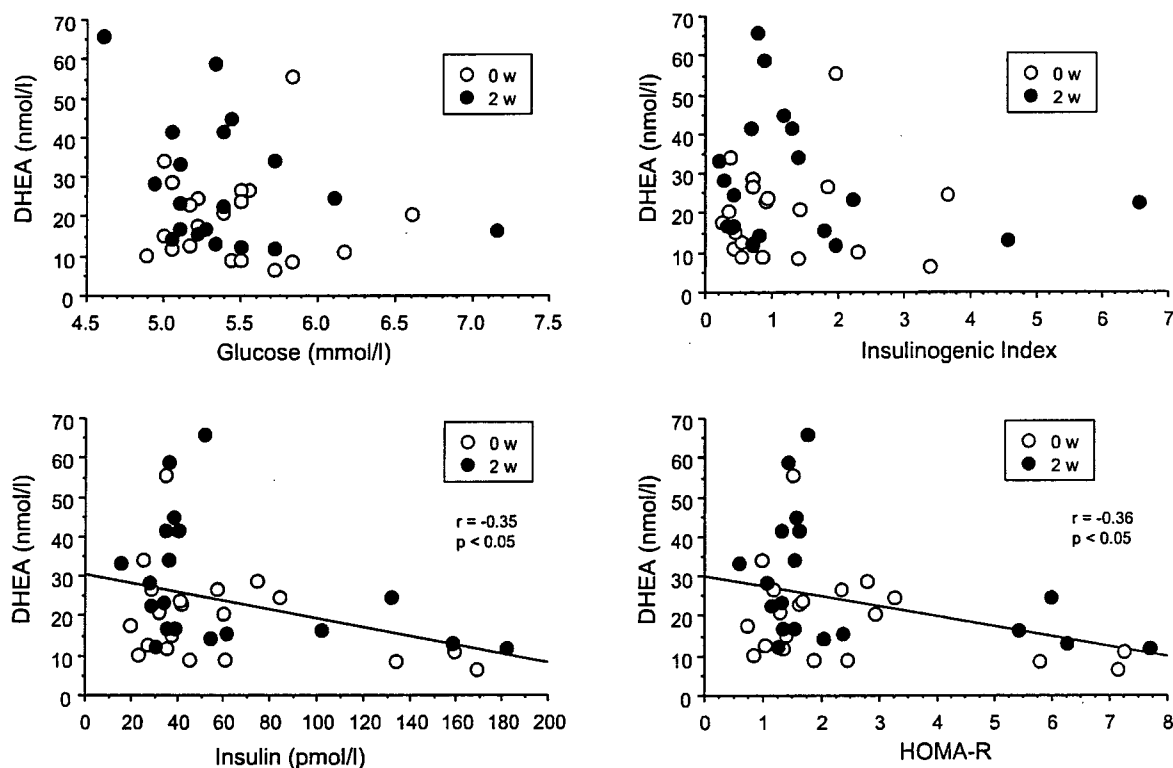 70
60
50
40
30
20
10
0
DHEA (nmol/l)
0 w
2 w
4.5 5.0 5.5 6.0 6.5 7.0 7.5
Glucose (mmol/l)
70
60
50
40
30
20
10
0
DHEA (nmol/l)
0 w
2 w
0 1 2 3 4 5 6 7
Insulinogenic Index
70
60
50
40
30
20
10
0
DHEA (nmol/l)
0 w
2 w
r = -0.35
p < 0.05
0 20 40 60 80 100 120 140 160 180 200
Insulin (pmol/l)
70
60
50
40
30
20
10
0
DHEA (nmol/l)
0 w
2 w
r = -0.36
p < 0.05
0 1 2 3 4 5 6 7 8
HOMA-R